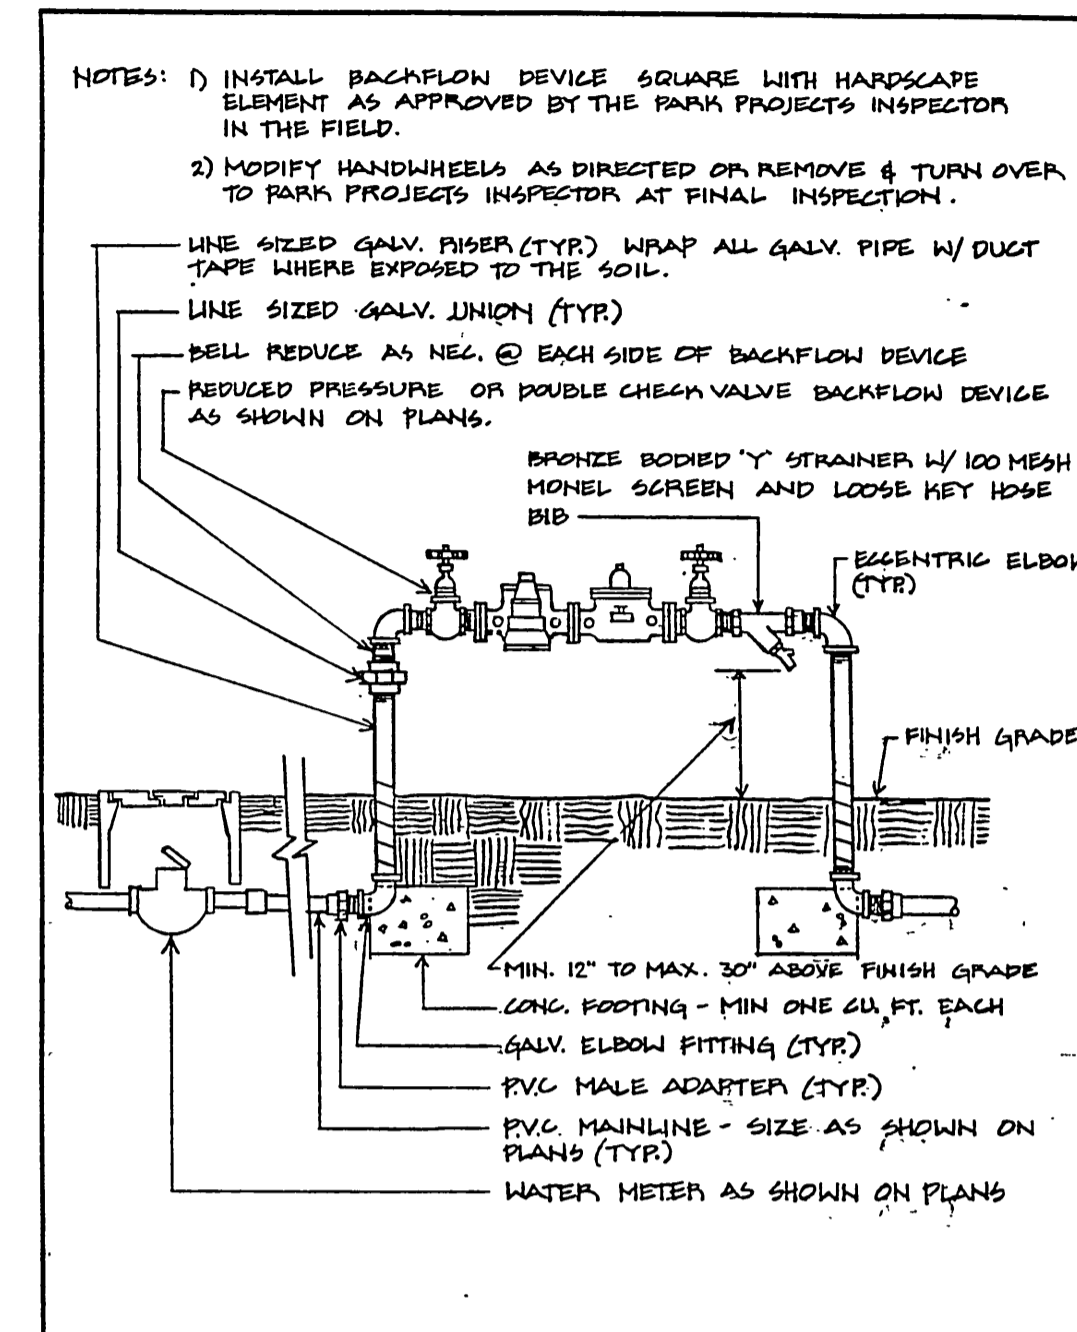 NOTES: 1) INSTALL BACKFLOW DEVICE SQUARE WITH HARDSCAPE
ELEMENT AS APPROVED BY THE PARK PROJECTS INSPECTOR
IN THE FIELD.
2) MODIFY HANDWHEELS AS DIRECTED OR REMOVE & TURN OVER
TO PARK PROJECTS INSPECTOR AT FINAL INSPECTION.
LINE SIZED GALV. RISER (TYP.) WRAP ALL GALV. PIPE W/ DUCT
TAPE WHERE EXPOSED TO THE SOIL.
LINE SIZED GALV. UNION (TYP.)
BELL REDUCE AS NEC. @ EACH SIDE OF BACKFLOW DEVICE
REDUCED PRESSURE OR DOUBLE CHECK VALVE BACKFLOW DEVICE
AS SHOWN ON PLANS.
BRONZE BODIED 'Y' STRAINER W/ 100 MESH
MONEL SCREEN AND LOOSE KEY HOSE
BIB
ECCENTRIC ELBOW
(TYP.)
FINISH GRADE
MIN. 12" TO MAX. 30" ABOVE FINISH GRADE
CONC. FOOTING - MIN ONE CU. FT. EACH
GALV. ELBOW FITTING (TYP.)
P.V.C MALE ADAPTER (TYP.)
P.V.C. MAINLINE - SIZE AS SHOWN ON
PLANS (TYP.)
WATER METER AS SHOWN ON PLANS